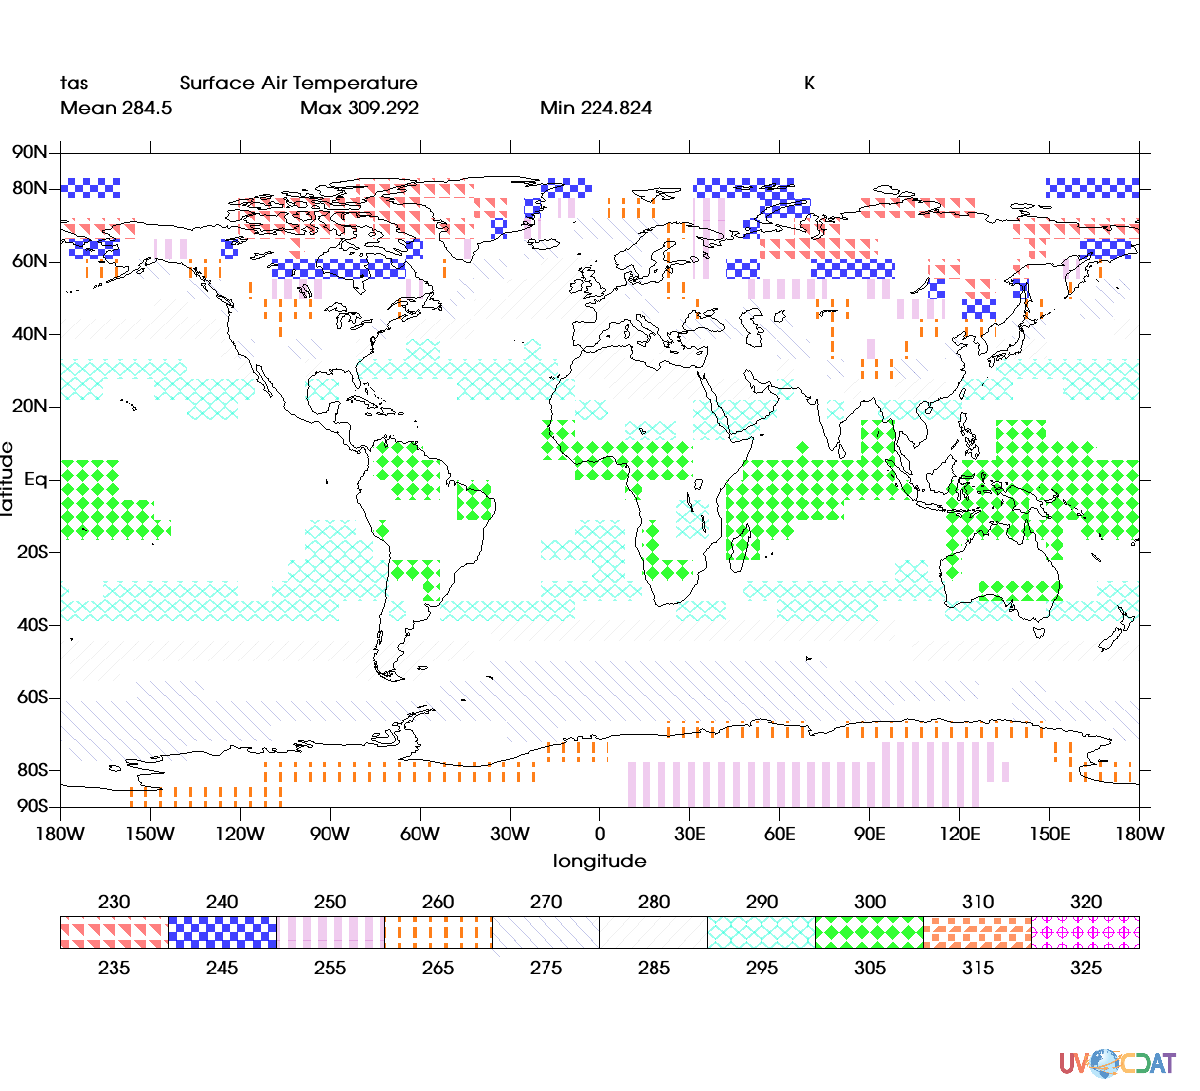 tas Surface Air Temperature K
Mean 284.5 Max 309.292 Min 224.824
90N
80N
60N
40N
20N
Eq
20S
40S
60S
80S
90S
latitude
180W 150W 120W 90W 60W 30W 0 30E 60E 90E 120E 150E 180W
longitude
230 240 250 260 270 280 290 300 310 320
235 245 255 265 275 285 295 305 315 325
UV CDAT